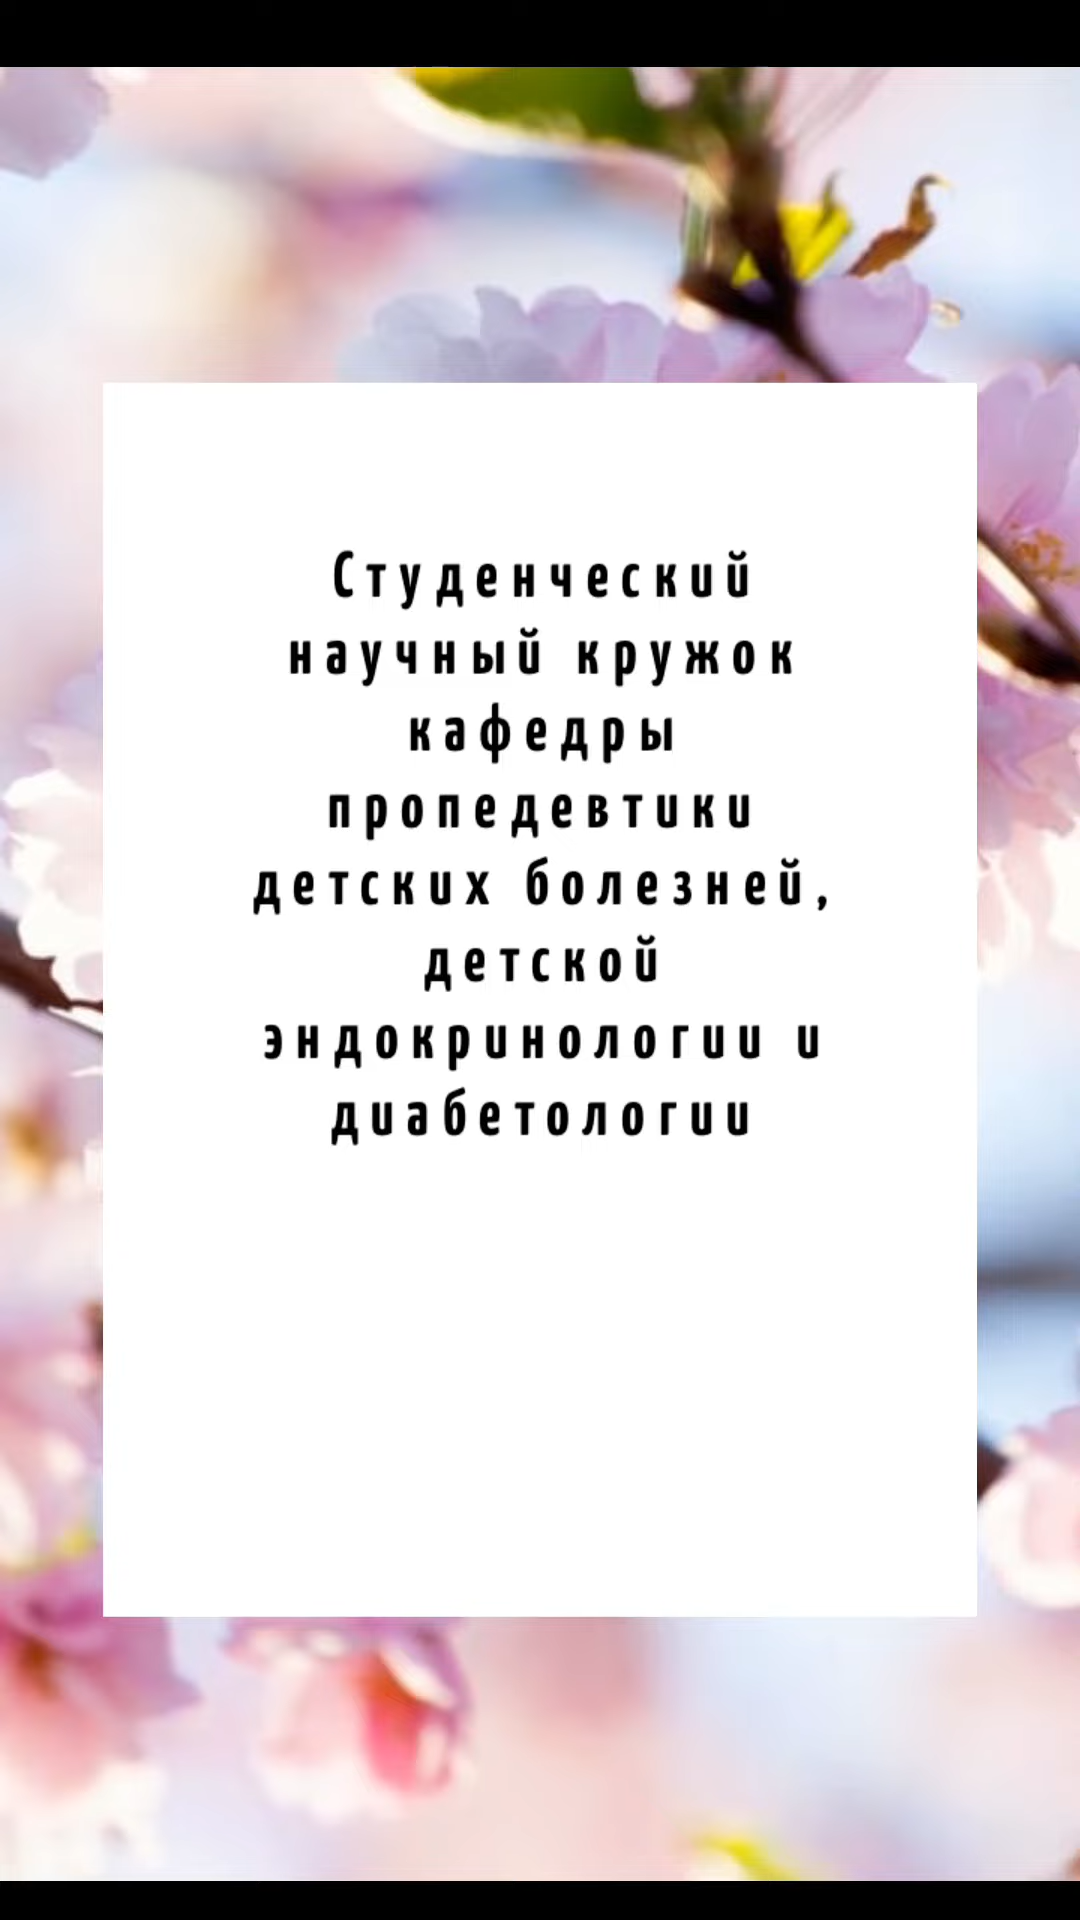 Студенческий
научный кружок
кафедры
пропедевтики
детских болезней,
детской
эндокринологии и
диабетологии